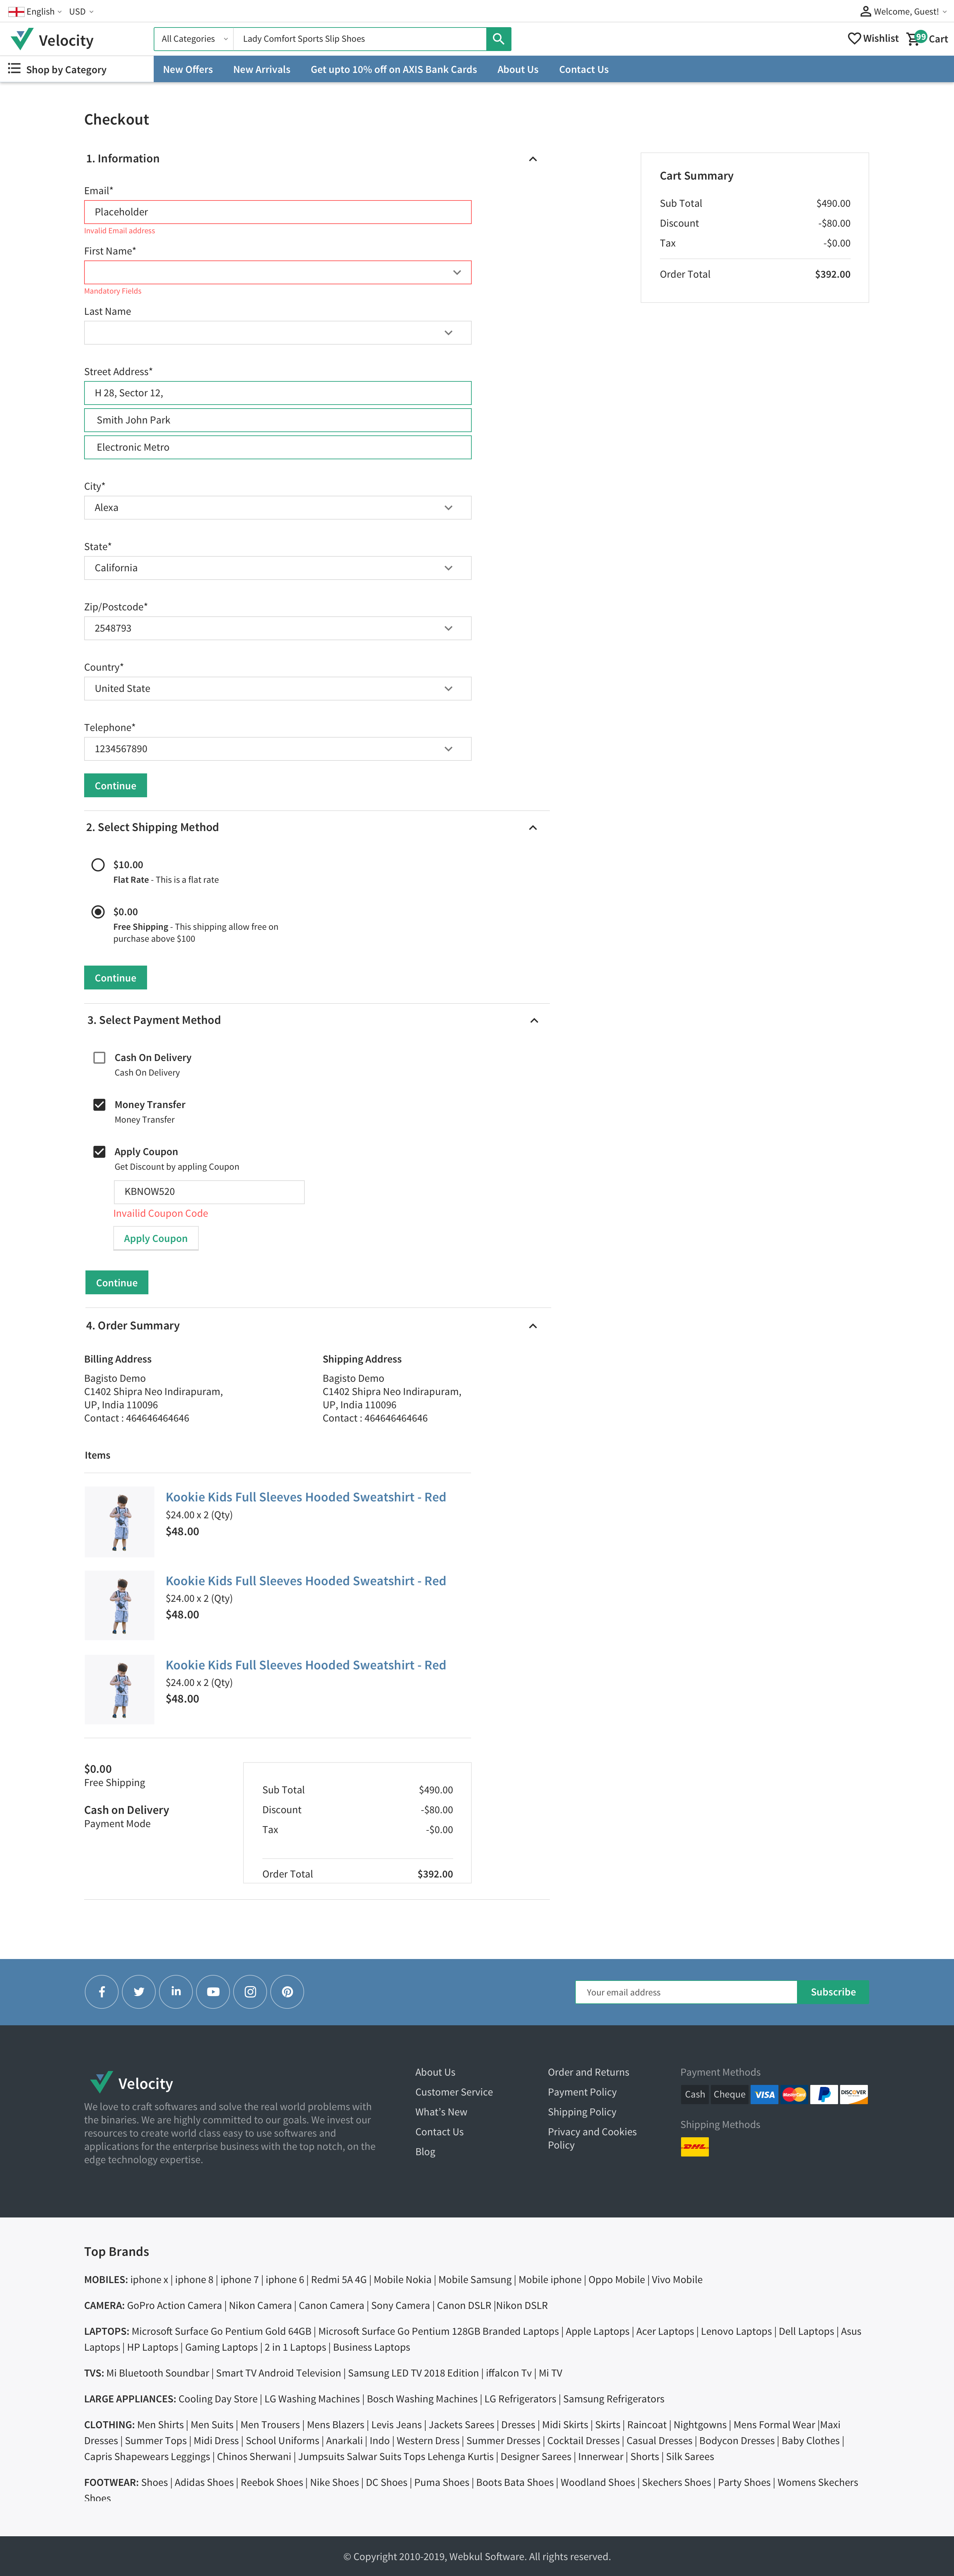 English USD Welcome, Guest!
Velocity All Categories Lady Comfort Sports Slip Shoes Wishlist 99 Cart
Shop by Category New Offers New Arrivals Get upto 10% off on AXIS Bank Cards About Us Contact Us
Checkout
1. Information
Email*
Placeholder
Invalid Email address
First Name*
Mandatory Fields
Last Name
Street Address*
H 28, Sector 12,
Smith John Park
Electronic Metro
City*
Alexa
State*
California
Zip/Postcode*
2548793
Country*
United State
Telephone*
1234567890
Continue
Cart Summary
Sub Total $490.00
Discount -$80.00
Tax -$0.00
Order Total $392.00
2. Select Shipping Method
$10.00
Flat Rate - This is a flat rate
$0.00
Free Shipping - This shipping allow free on
purchase above $100
Continue
3. Select Payment Method
Cash On Delivery
Cash On Delivery
Money Transfer
Money Transfer
Apply Coupon
Get Discount by appling Coupon
KBNOW520
Invailid Coupon Code
Apply Coupon
Continue
4. Order Summary
Billing Address
Bagisto Demo
C1402 Shipra Neo Indirapuram,
UP, India 110096
Contact : 464646464646
Shipping Address
Bagisto Demo
C1402 Shipra Neo Indirapuram,
UP, India 110096
Contact : 464646464646
Items
Kookie Kids Full Sleeves Hooded Sweatshirt - Red
$24.00 x 2 (Qty)
$48.00
Kookie Kids Full Sleeves Hooded Sweatshirt - Red
$24.00 x 2 (Qty)
$48.00
Kookie Kids Full Sleeves Hooded Sweatshirt - Red
$24.00 x 2 (Qty)
$48.00
$0.00
Free Shipping
Cash on Delivery
Payment Mode
Sub Total $490.00
Discount -$80.00
Tax -$0.00
Order Total $392.00
Your email address Subscribe
Velocity
We love to craft softwares and solve the real world problems with
the binaries. We are highly committed to our goals. We invest our
resources to create world class easy to use softwares and
applications for the enterprise business with the top notch, on the
edge technology expertise.
About Us
Customer Service
What's New
Contact Us
Blog
Order and Returns
Payment Policy
Shipping Policy
Privacy and Cookies
Policy
Payment Methods
Cash Cheque VISA MasterCard DISCOVER
Shipping Methods
DHL
Top Brands
MOBILES: iphone x | iphone 8 | iphone 7 | iphone 6 | Redmi 5A 4G | Mobile Nokia | Mobile Samsung | Mobile iphone | Oppo Mobile | Vivo Mobile
CAMERA: GoPro Action Camera | Nikon Camera | Canon Camera | Sony Camera | Canon DSLR |Nikon DSLR
LAPTOPS: Microsoft Surface Go Pentium Gold 64GB | Microsoft Surface Go Pentium 128GB Branded Laptops | Apple Laptops | Acer Laptops | Lenovo Laptops | Dell Laptops | Asus
Laptops | HP Laptops | Gaming Laptops | 2 in 1 Laptops | Business Laptops
TVS: Mi Bluetooth Soundbar | Smart TV Android Television | Samsung LED TV 2018 Edition | iffalcon Tv | Mi TV
LARGE APPLIANCES: Cooling Day Store | LG Washing Machines | Bosch Washing Machines | LG Refrigerators | Samsung Refrigerators
CLOTHING: Men Shirts | Men Suits | Men Trousers | Mens Blazers | Levis Jeans | Jackets Sarees | Dresses | Midi Skirts | Skirts | Raincoat | Nightgowns | Mens Formal Wear |Maxi
Dresses | Summer Tops | Midi Dress | School Uniforms | Anarkali | Indo | Western Dress | Summer Dresses | Cocktail Dresses | Casual Dresses | Bodycon Dresses | Baby Clothes |
Capris Shapewears Leggings | Chinos Sherwani | Jumpsuits Salwar Suits Tops Lehenga Kurtis | Designer Sarees | Innerwear | Shorts | Silk Sarees
FOOTWEAR: Shoes | Adidas Shoes | Reebok Shoes | Nike Shoes | DC Shoes | Puma Shoes | Boots Bata Shoes | Woodland Shoes | Skechers Shoes | Party Shoes | Womens Skechers
Shoes
© Copyright 2010-2019, Webkul Software. All rights reserved.